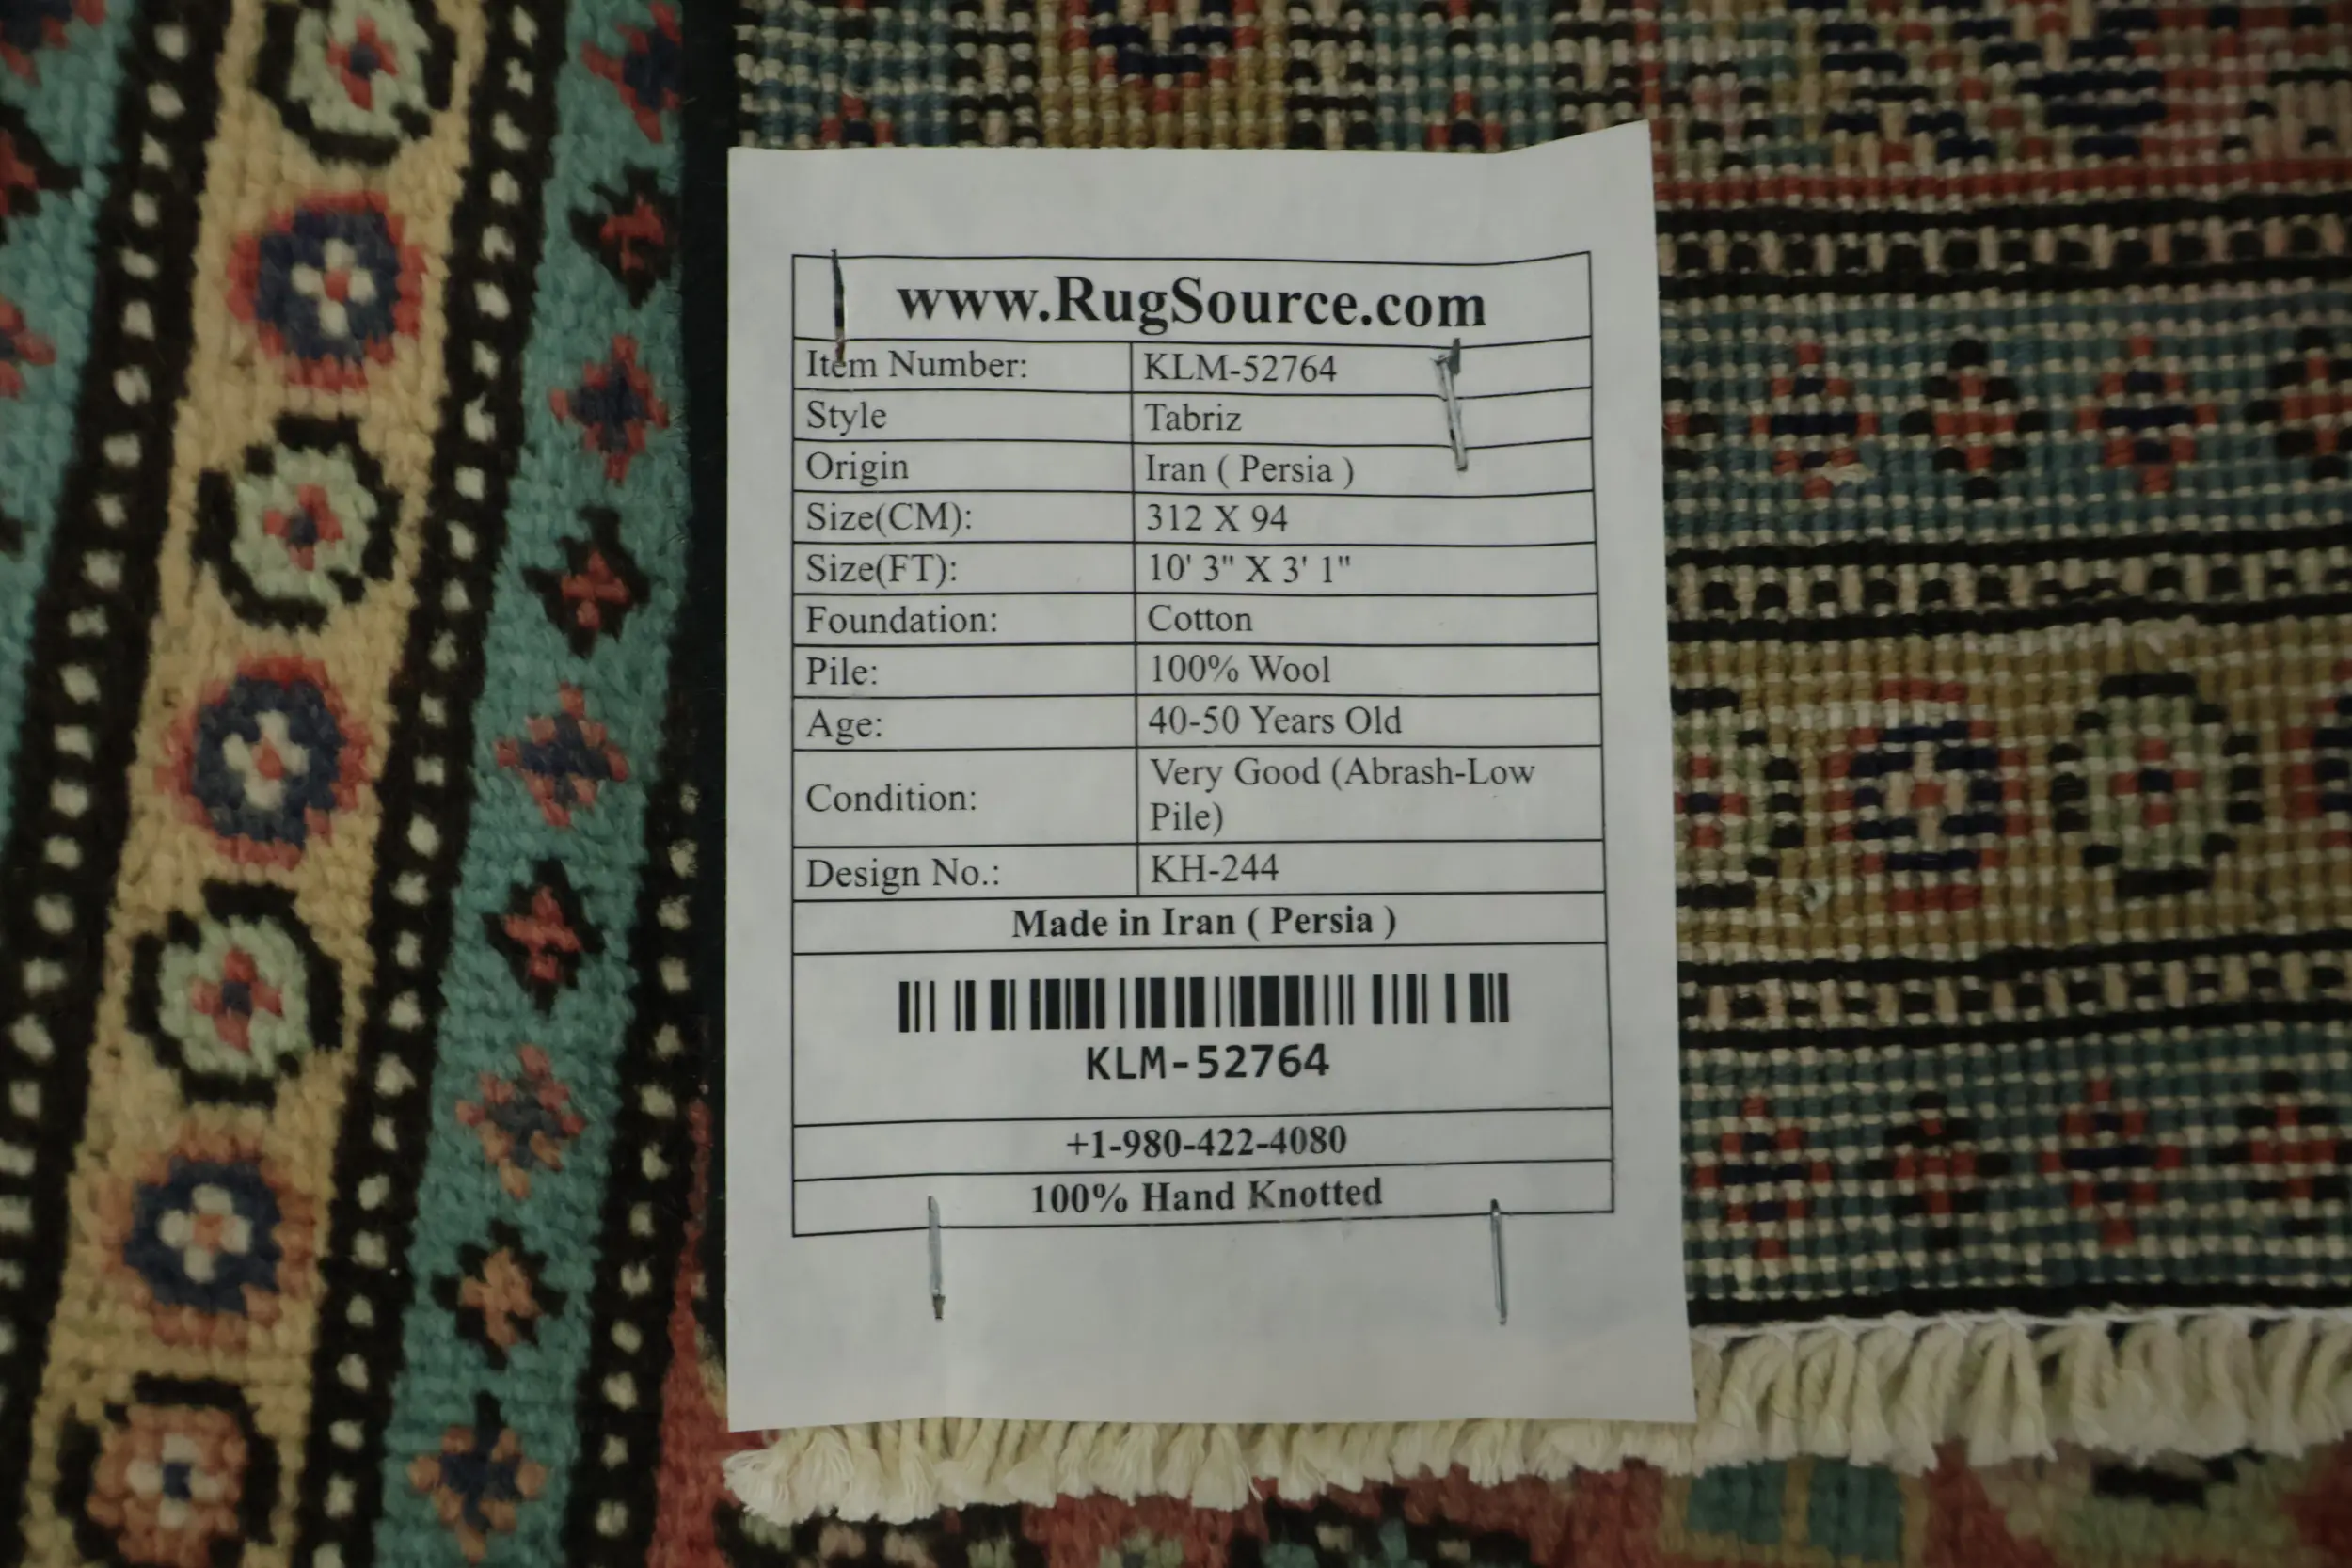 www.RugSource.com
Item Number: KLM-52764
Style Tabriz
Origin Iran ( Persia )
Size(CM): 312 X 94
Size(FT): 10' 3" X 3' 1"
Foundation: Cotton
Pile: 100% Wool
Age: 40-50 Years Old
Condition: Very Good (Abrash-Low
Pile)
Design No.: KH-244
Made in Iran ( Persia )
KLM-52764
+1-980-422-4080
100% Hand Knotted